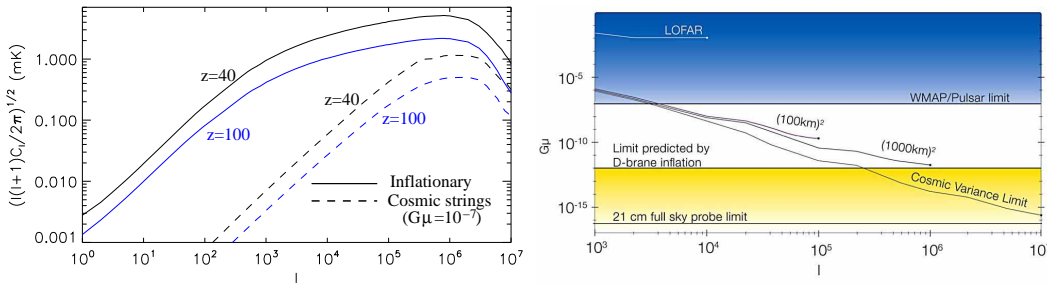 (l(l+1)C_l/2π)^{1/2} (mK)
1.000
0.100
0.010
0.001
z=40
z=100
z=40
z=100
Inflationary
Cosmic strings
(Gμ=10^{-7})
10^0 10^1 10^2 10^3 10^4 10^5 10^6 10^7
l
Gμ
10^{-5}
10^{-10}
10^{-15}
LOFAR
WMAP/Pulsar limit
(100km)^2
(1000km)^2
Limit predicted by
D-brane inflation
Cosmic Variance Limit
21 cm full sky probe limit
10^3 10^4 10^5 10^6 10^7
l